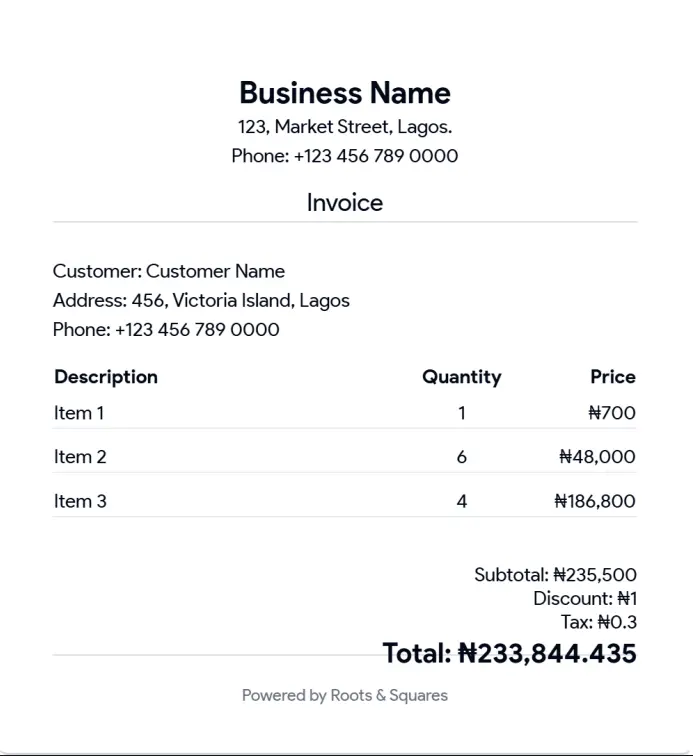 Business Name
123, Market Street, Lagos.
Phone: +123 456 789 0000
Invoice
Customer: Customer Name
Address: 456, Victoria Island, Lagos
Phone: +123 456 789 0000
Description Quantity Price
Item 1 1 ₦700
Item 2 6 ₦48,000
Item 3 4 ₦186,800
Subtotal: ₦235,500
Discount: ₦1
Tax: ₦0.3
Total: ₦233,844.435
Powered by Roots & Squares